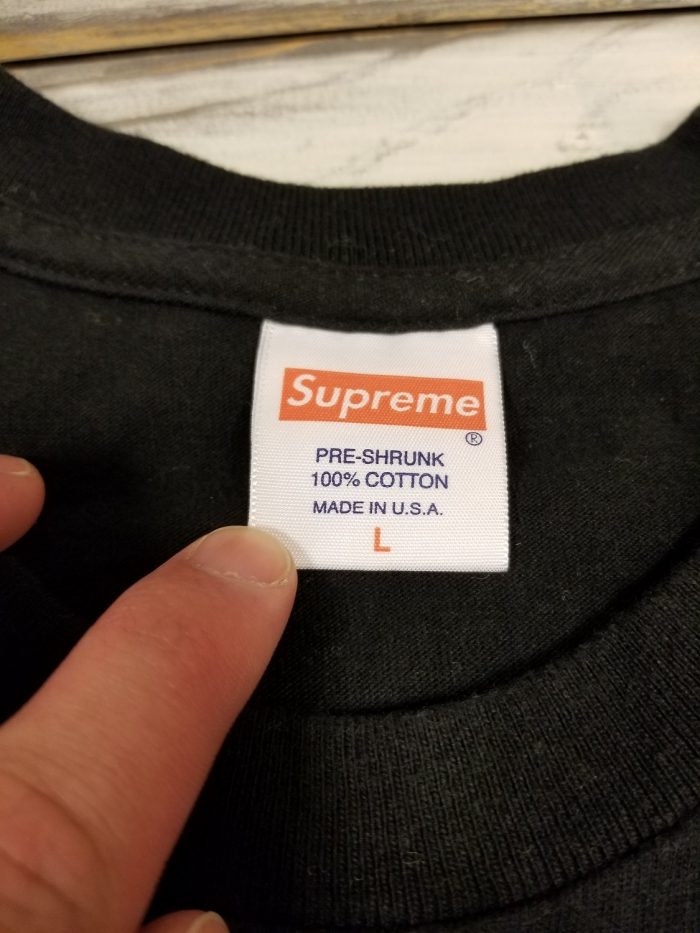 Supreme
®
PRE-SHRUNK
100% COTTON
MADE IN U.S.A.
L